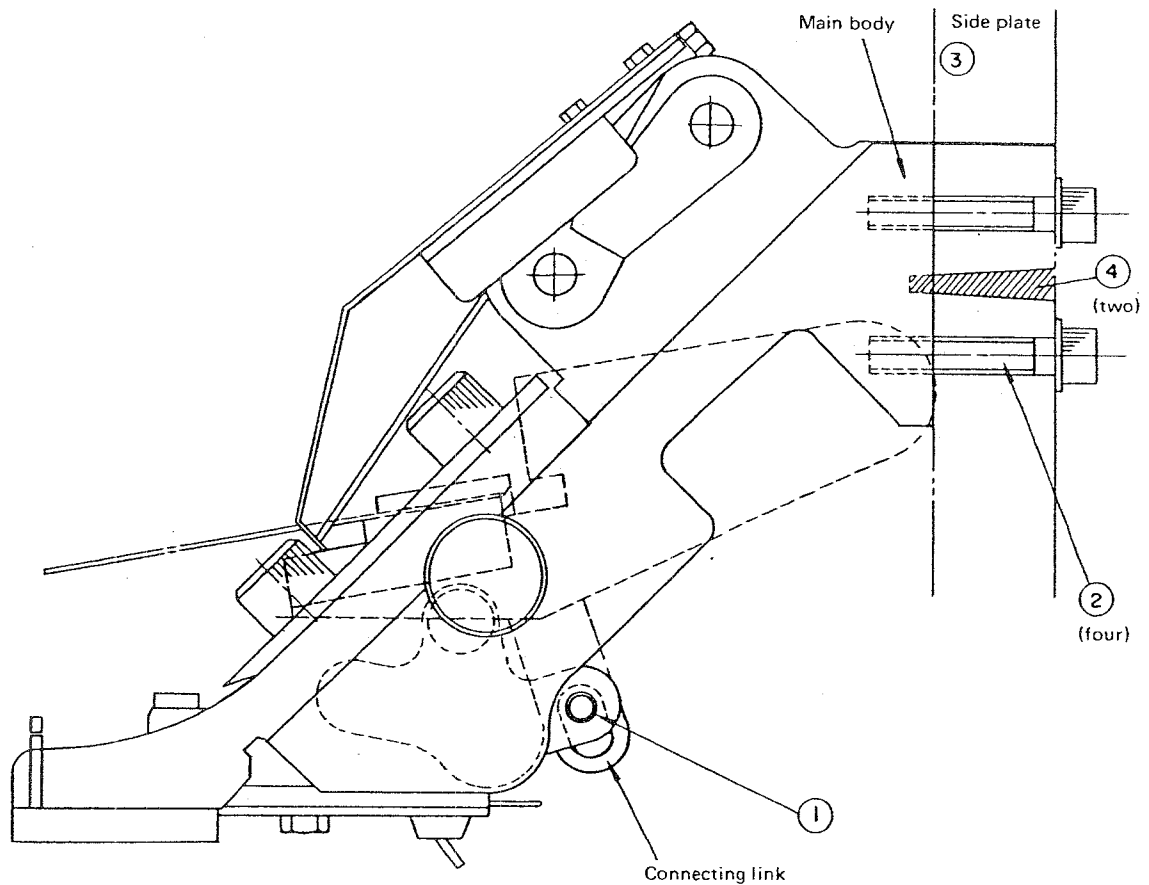 Main body
Side plate
3
4
(two)
2
(four)
1
Connecting link